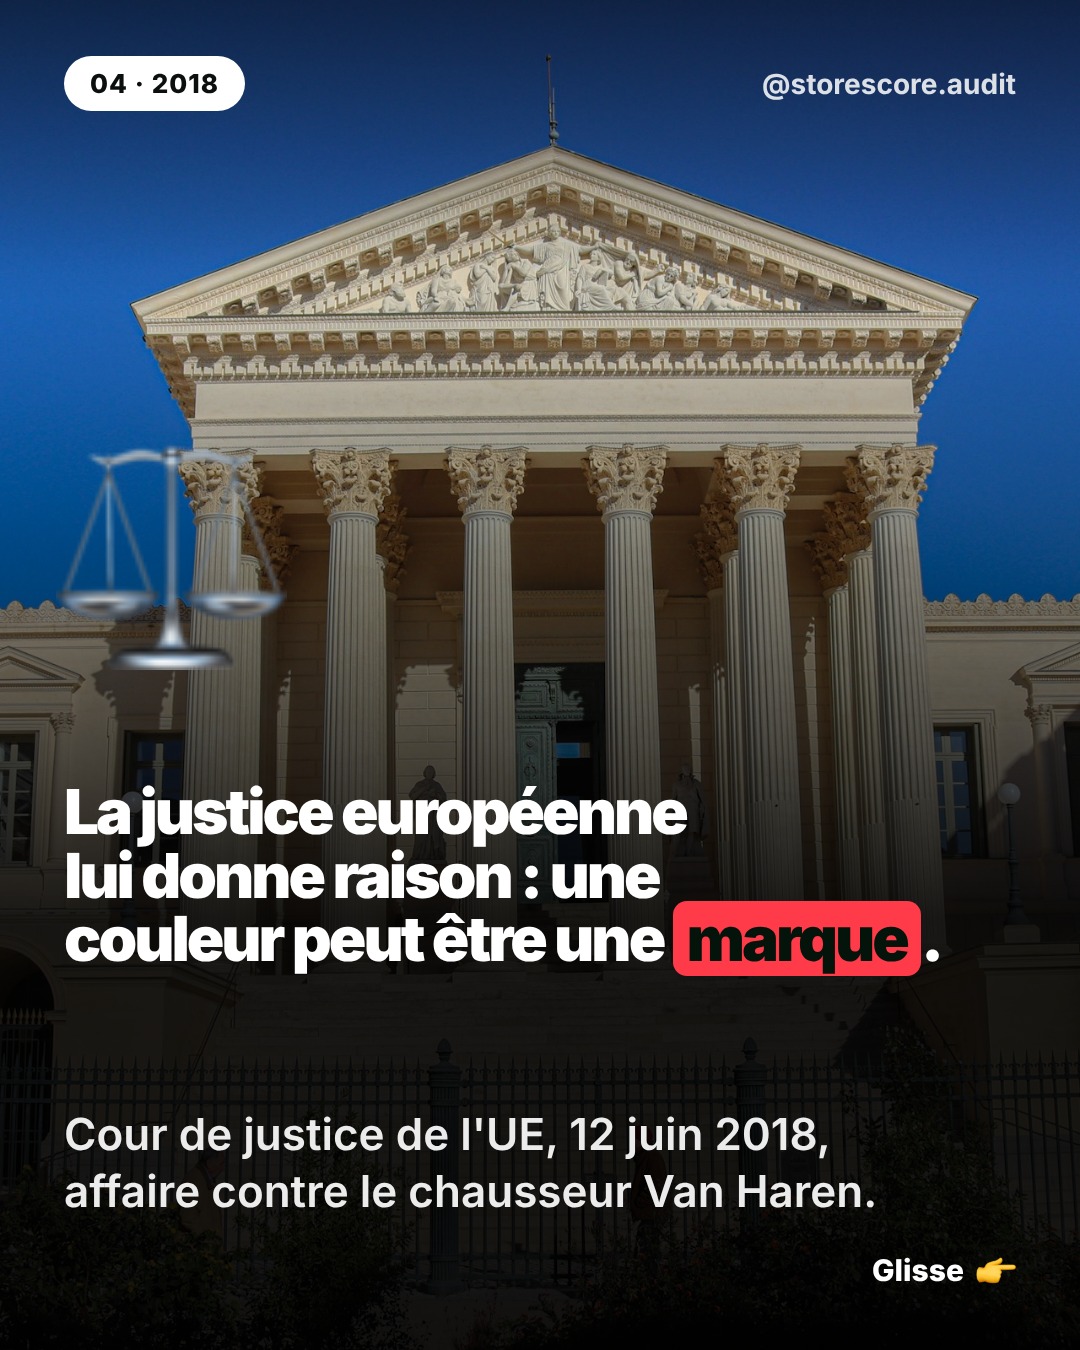 04 · 2018
@storescore.audit
La justice européenne
lui donne raison : une
couleur peut être une marque.
Cour de justice de l'UE, 12 juin 2018,
affaire contre le chausseur Van Haren.
Glisse 👉